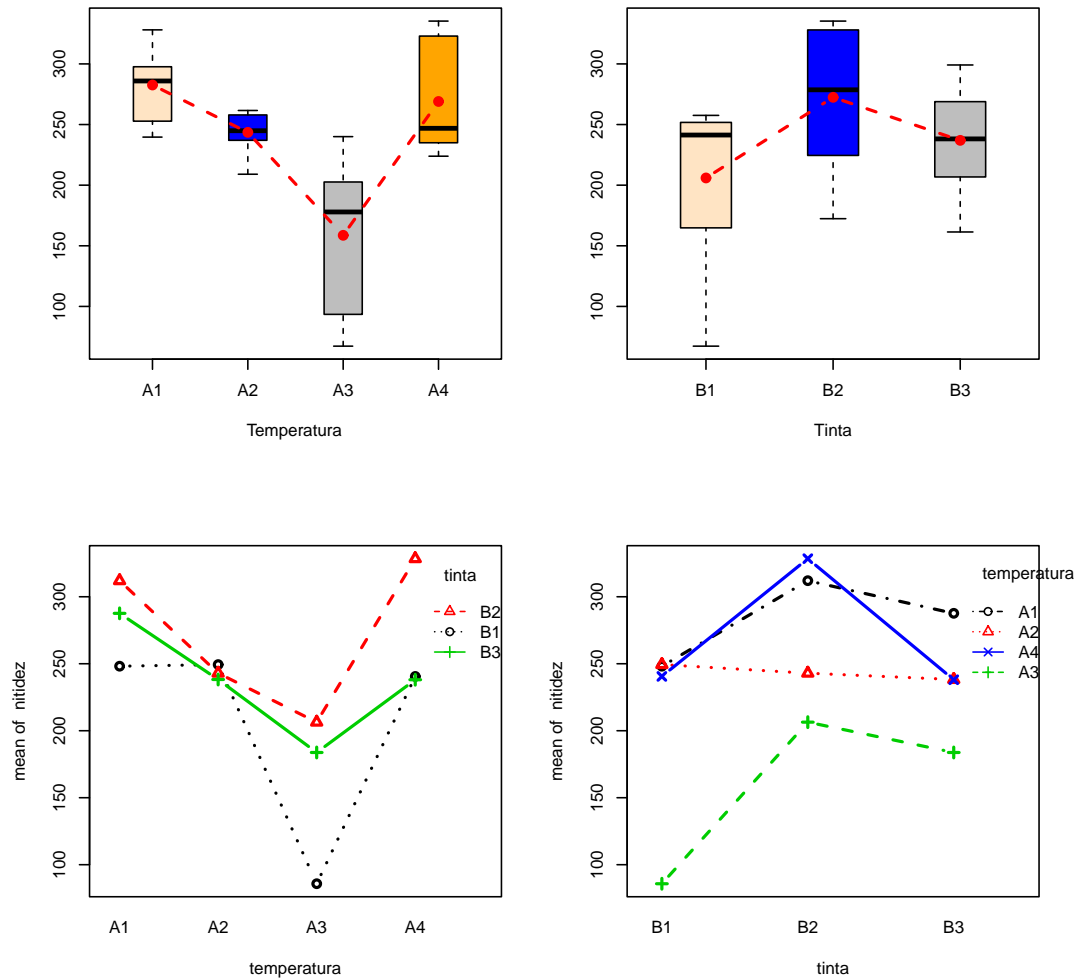 300
250
200
150
100
A1 A2 A3 A4
Temperatura
300
250
200
150
100
B1 B2 B3
Tinta
mean of nitidez
300
250
200
150
100
tinta
B2
B1
B3
A1 A2 A3 A4
temperatura
mean of nitidez
300
250
200
150
100
temperatura
A1
A2
A4
A3
B1 B2 B3
tinta